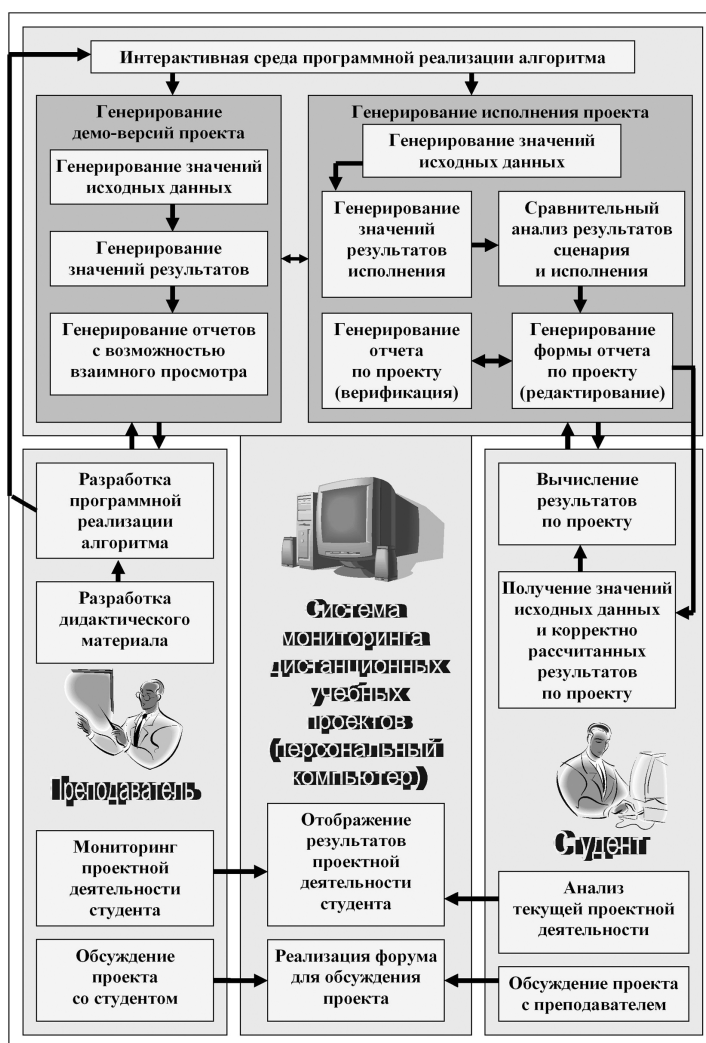 Интерактивная среда программной реализации алгоритма
Генерирование
демо-версий проекта
Генерирование значений
исходных данных
Генерирование
значений результатов
Генерирование отчетов
с возможностью
взаимного просмотра
Генерирование исполнения проекта
Генерирование значений
исходных данных
Генерирование
значений
результатов
исполнения
Сравнительный
анализ результатов
сценария
и исполнения
Генерирование
отчета
по проекту
(верификация)
Генерирование
формы отчета
по проекту
(редактирование)
Разработка
программной
реализации
алгоритма
Разработка
дидактического
материала
Преподаватель
Мониторинг
проектной
деятельности
студента
Обсуждение
проекта
со студентом
Система
мониторинга
дистанционных
учебных
проектов
(персональный
компьютер)
Отображение
результатов
проектной
деятельности
студента
Реализация форума
для обсуждения
проекта
Вычисление
результатов
по проекту
Получение значений
исходных данных
и корректно
рассчитанных
результатов
по проекту
Студент
Анализ
текущей проектной
деятельности
Обсуждение проекта
с преподавателем